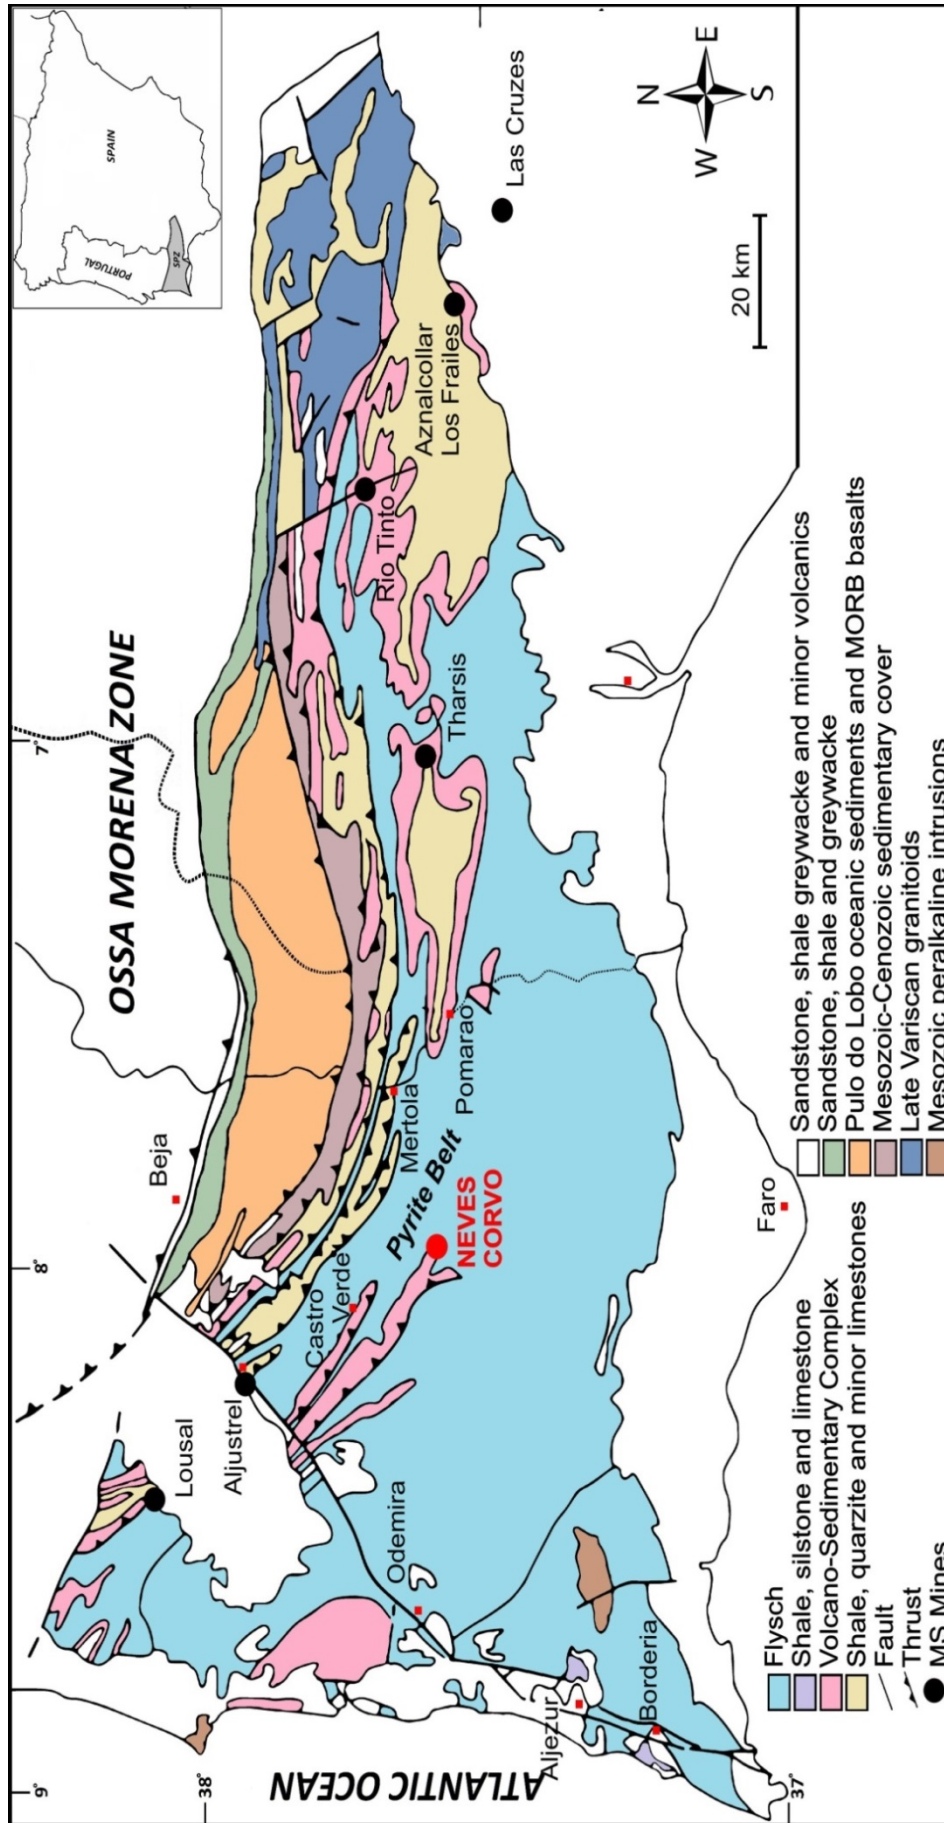 SPAIN
PORTUGAL
SPZ
OSSA MORENA ZONE
ATLANTIC OCEAN
9°
8°
7°
38°
37°
N
W
E
S
20 km
Lousal
Beja
Aljustrel
Castro
Verde
Odemira
Mertola
Pyrite Belt
NEVES
CORVO
Pomarao
Tharsis
Rio Tinto
Aznalcollar
Los Frailes
Las Cruzes
Aljezur
Borderia
Faro
Flysch
Shale, silstone and limestone
Volcano-Sedimentary Complex
Shale, quarzite and minor limestones
Fault
Thrust
MS Mines
Sandstone, shale greywacke and minor volcanics
Sandstone, shale and greywacke
Pulo do Lobo oceanic sediments and MORB basalts
Mesozoic-Cenozoic sedimentary cover
Late Variscan granitoids
Mesozoic peralkaline intrusions